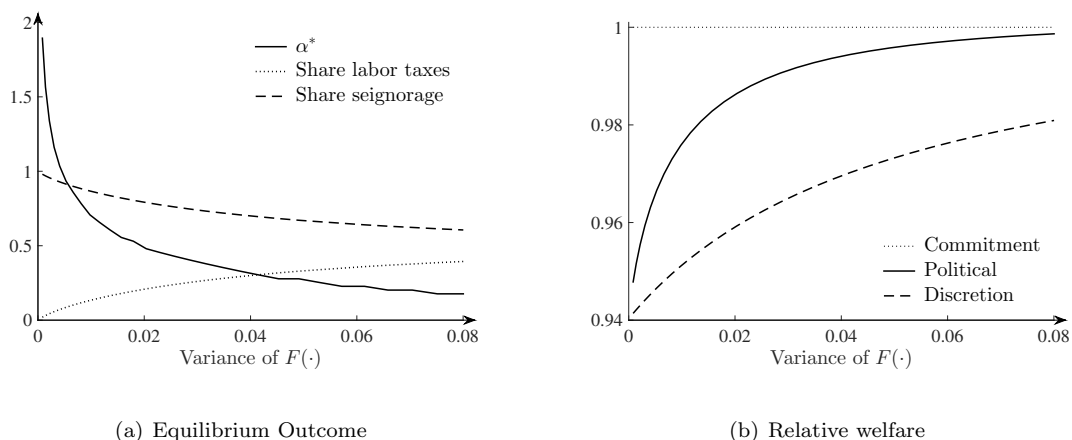 2
1.5
1
0.5
0
0
0.02
0.04
0.06
0.08
α*
Share labor taxes
Share seignorage
Variance of F(·)
(a) Equilibrium Outcome
1
0.98
0.96
0.94
0
0.02
0.04
0.06
0.08
Commitment
Political
Discretion
Variance of F(·)
(b) Relative welfare